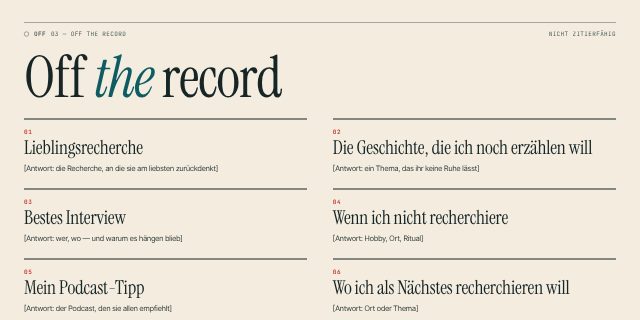 OFF 03 — OFF THE RECORD
NICHT ZITIERFÄHIG
Off the record
01
Lieblingsrecherche
[Antwort: die Recherche, an die sie am liebsten zurückdenkt]
02
Die Geschichte, die ich noch erzählen will
[Antwort: ein Thema, das ihr keine Ruhe lässt]
03
Bestes Interview
[Antwort: wer, wo — und warum es hängen blieb]
04
Wenn ich nicht recherchiere
[Antwort: Hobby, Ort, Ritual]
05
Mein Podcast-Tipp
[Antwort: der Podcast, den sie allen empfiehlt]
06
Wo ich als Nächstes recherchieren will
[Antwort: Ort oder Thema]